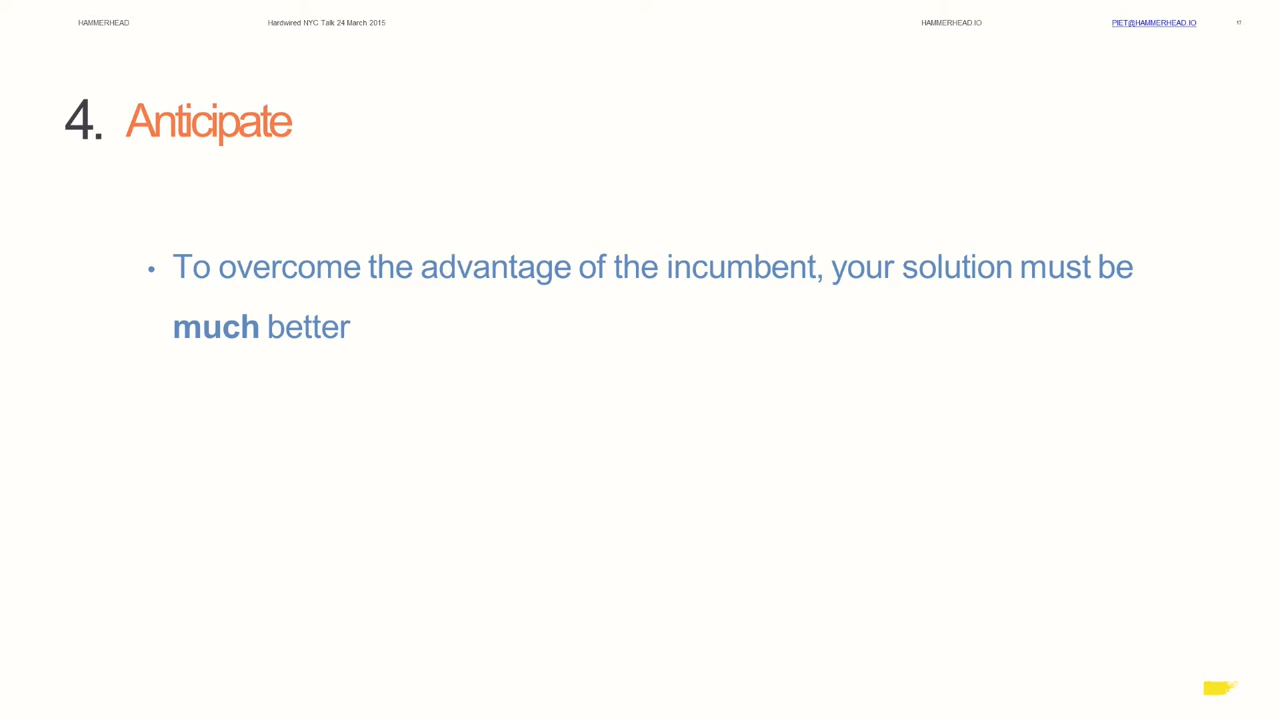 HAMMERHEAD Hardwired NYC Talk 24 March 2015 HAMMERHEAD.IO PIET@HAMMERHEAD.IO 17
4. Anticipate
• To overcome the advantage of the incumbent, your solution must be
much better